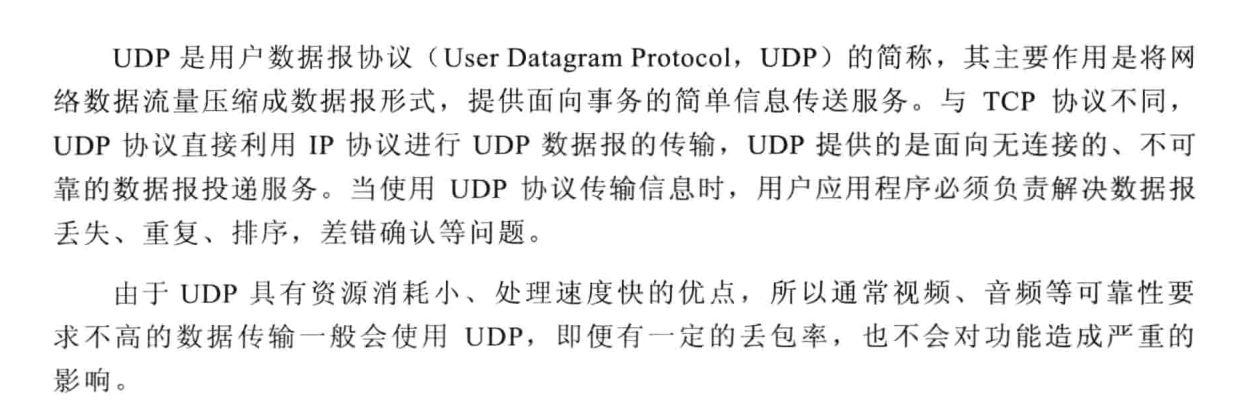 UDP 是用户数据报协议（User Datagram Protocol，UDP）的简称，其主要作用是将网
络数据流量压缩成数据报形式，提供面向事务的简单信息传送服务。与 TCP 协议不同，
UDP 协议直接利用 IP 协议进行 UDP 数据报的传输，UDP 提供的是面向无连接的、不可
靠的数据报投递服务。当使用 UDP 协议传输信息时，用户应用程序必须负责解决数据报
丢失、重复、排序，差错确认等问题。
由于 UDP 具有资源消耗小、处理速度快的优点，所以通常视频、音频等可靠性要
求不高的数据传输一般会使用 UDP，即便有一定的丢包率，也不会对功能造成严重的
影响。